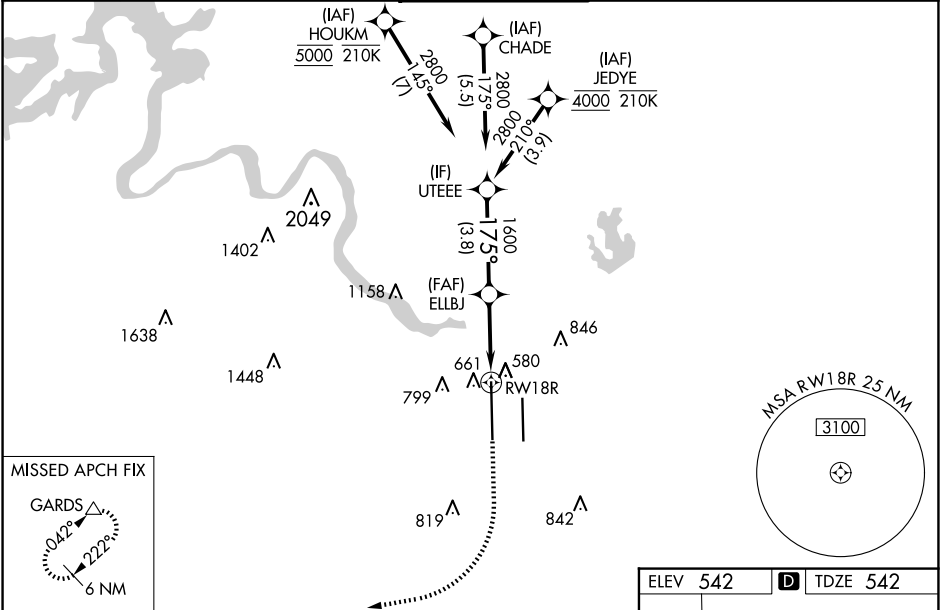 (IAF)
HOUKM
5000 210K
2800
145°
(7)
(IAF)
CHADE
2800
175°
(5.5)
(IAF)
JEDYE
4000 210K
2800
210°
(3.9)
(IF)
UTEEE
1600
175°
(3.8)
(FAF)
ELLBJ
2049
1402
1158
1638
1448
846
661
580
799
RW18R
819
842
MSA RW18R 25 NM
3100
MISSED APCH FIX
GARDS
042°
222°
6 NM
ELEV 542 D TDZE 542